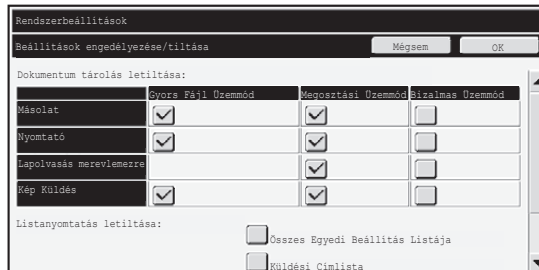 Rendszerbeállítások
Beállítások engedélyezése/tiltása
Mégsem
OK
Dokumentum tárolás letiltása:
Gyors Fájl Üzemmód Megosztási Üzemmód Bizalmas Üzemmód
Másolat
Nyomtató
Lapolvasás merevlemezre
Kép Küldés
Listanyomtatás letiltása:
Összes Egyedi Beállítás Listája
Küldési Címlista